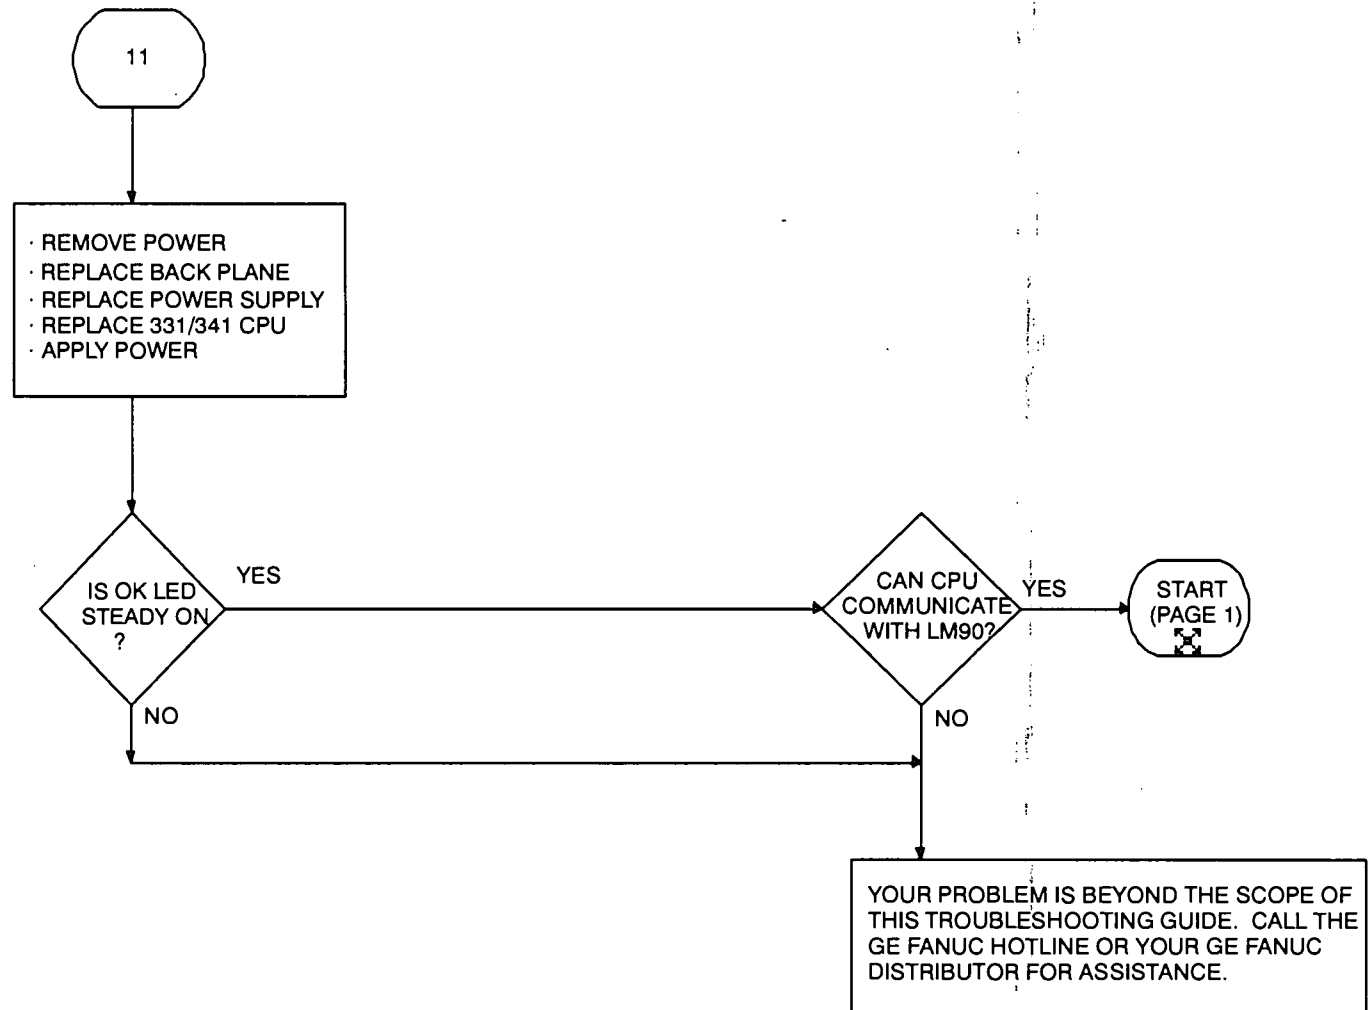 11
· REMOVE POWER
· REPLACE BACK PLANE
· REPLACE POWER SUPPLY
· REPLACE 331/341 CPU
· APPLY POWER
IS OK LED
STEADY ON
?
YES
NO
CAN CPU
COMMUNICATE
WITH LM90?
YES
NO
START
(PAGE 1)
YOUR PROBLEM IS BEYOND THE SCOPE OF
THIS TROUBLESHOOTING GUIDE. CALL THE
GE FANUC HOTLINE OR YOUR GE FANUC
DISTRIBUTOR FOR ASSISTANCE.